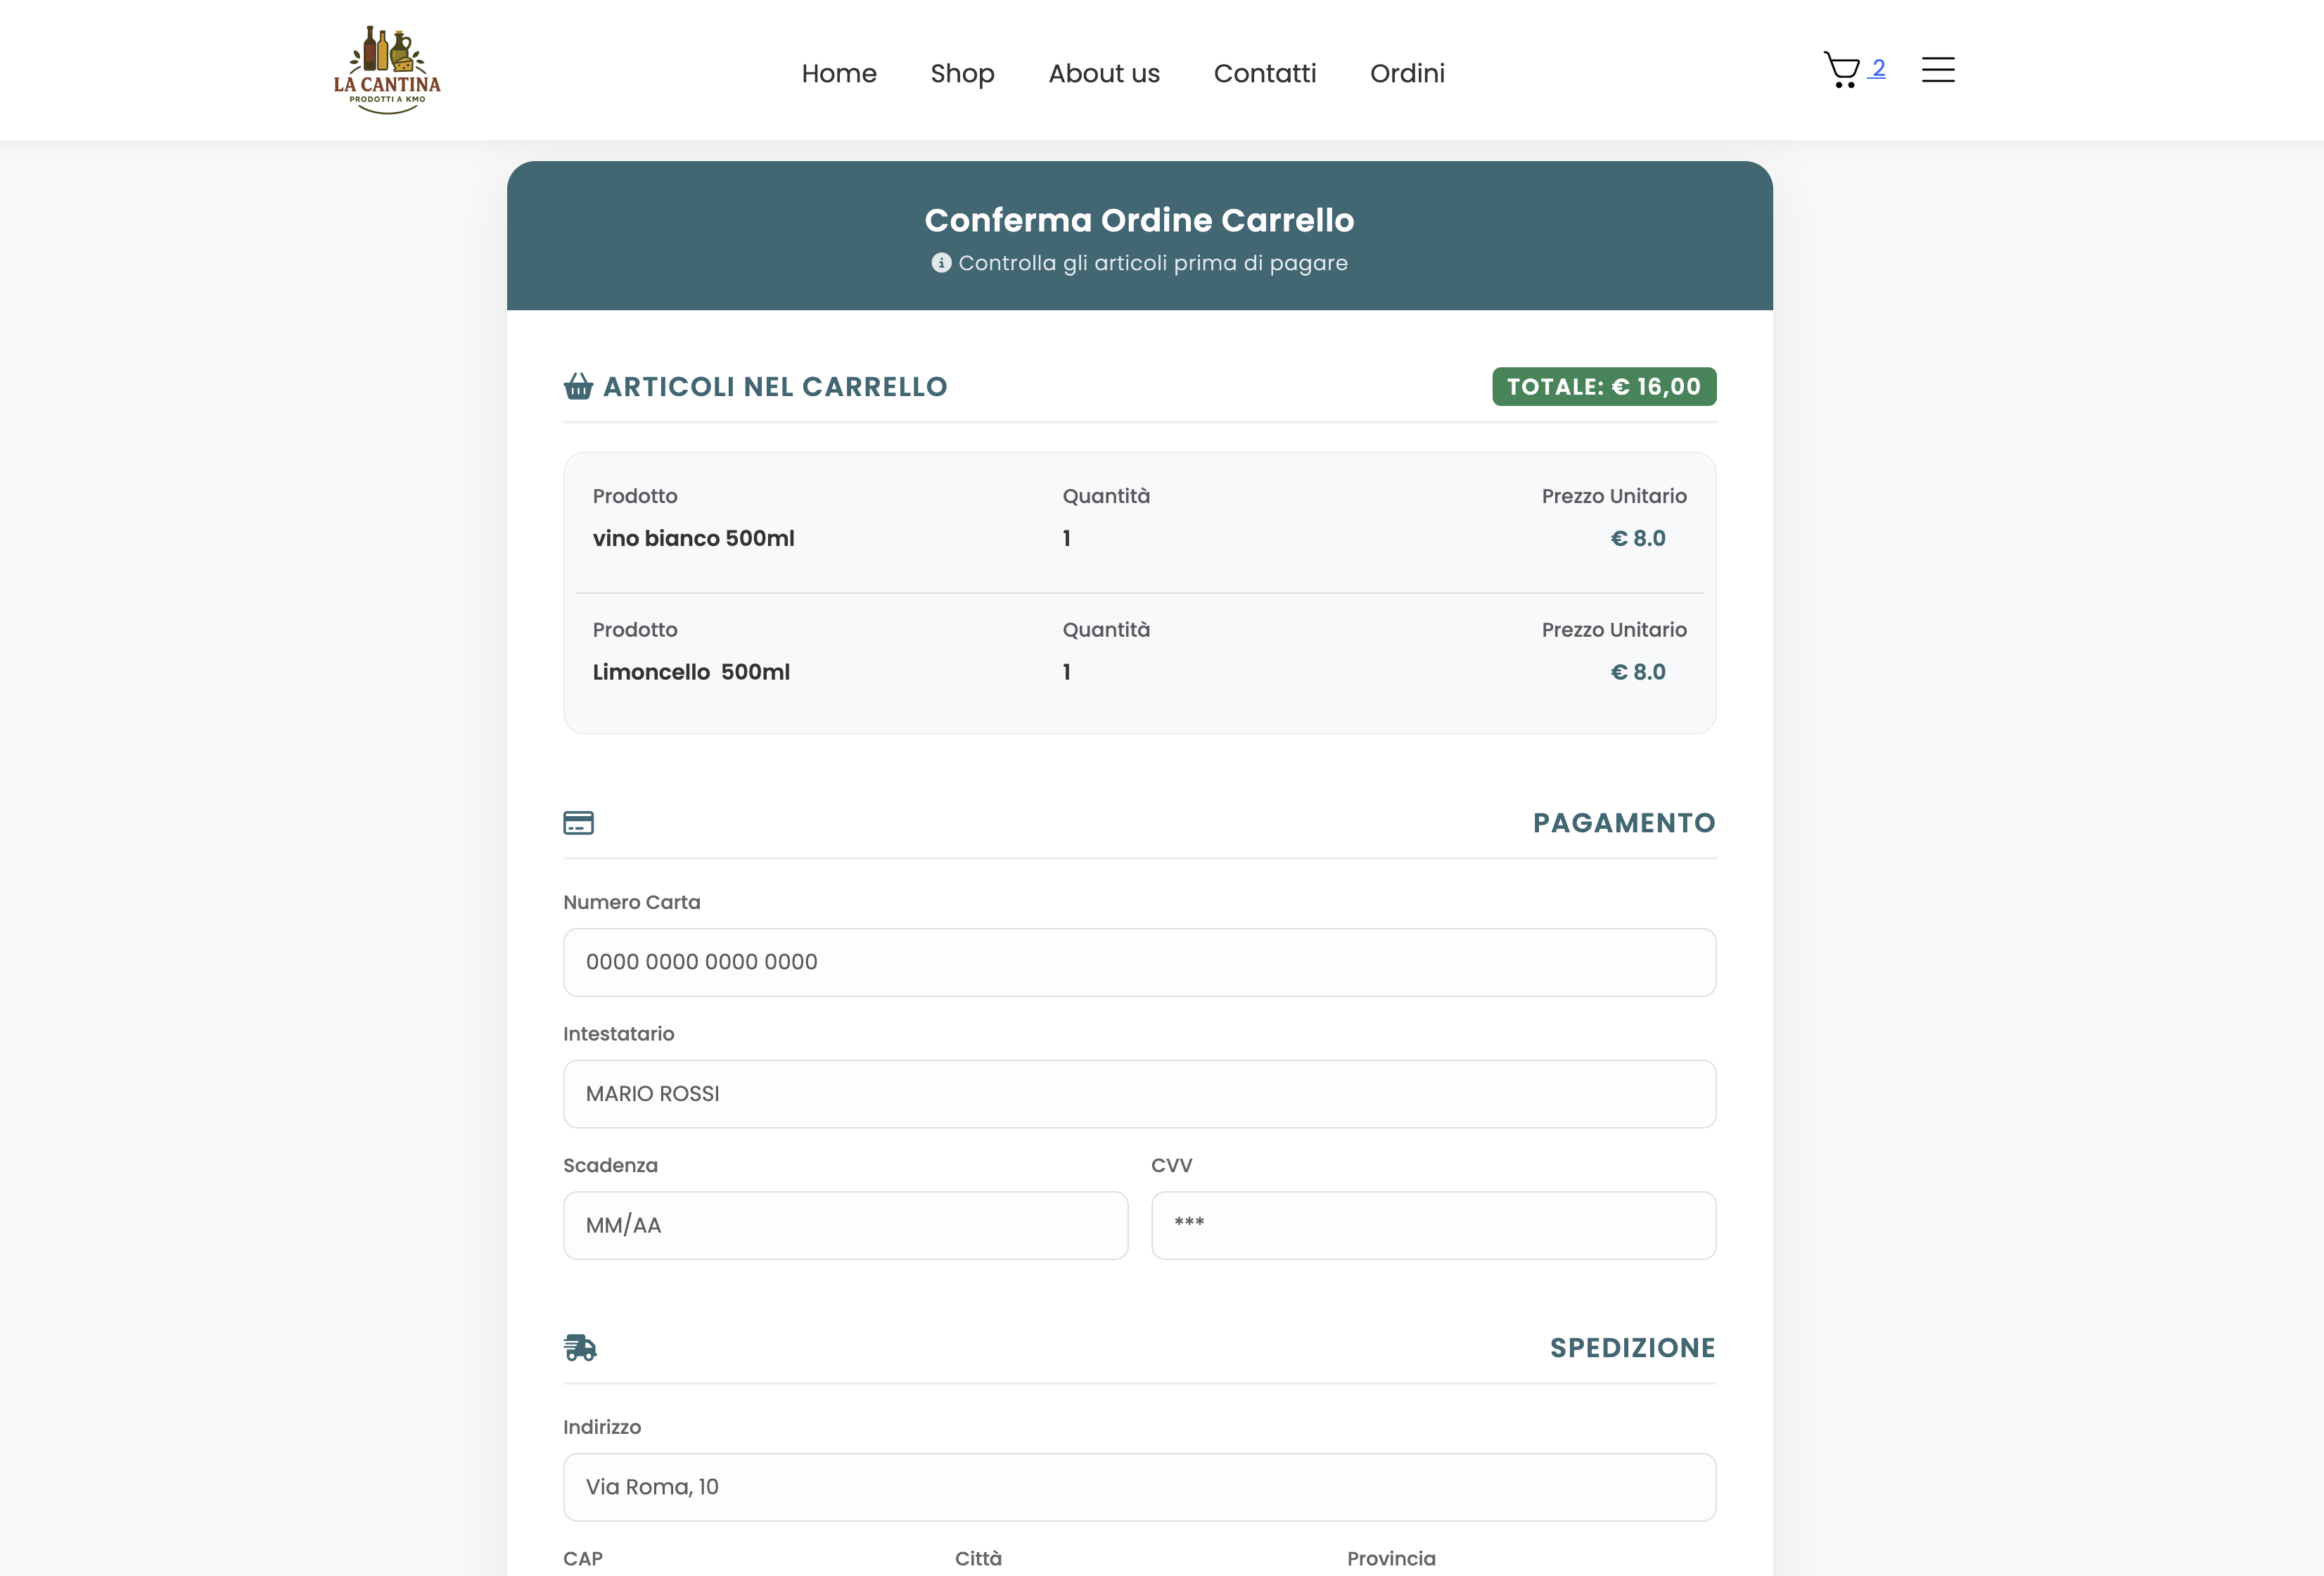 LA CANTINA
PRODOTTI A KM0
Home Shop About us Contatti Ordini
2
Conferma Ordine Carrello
Controlla gli articoli prima di pagare
ARTICOLI NEL CARRELLO
TOTALE: € 16,00
Prodotto Quantità Prezzo Unitario
vino bianco 500ml 1 € 8.0
Prodotto Quantità Prezzo Unitario
Limoncello 500ml 1 € 8.0
PAGAMENTO
Numero Carta
0000 0000 0000 0000
Intestatario
MARIO ROSSI
Scadenza CVV
MM/AA ***
SPEDIZIONE
Indirizzo
Via Roma, 10
CAP Città Provincia